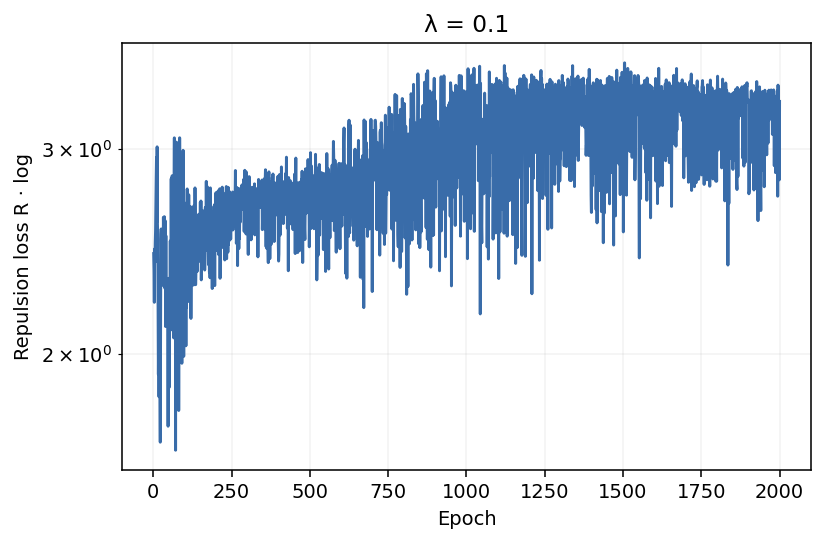 λ = 0.1
Repulsion loss R · log
3 × 10⁰
2 × 10⁰
0 250 500 750 1000 1250 1500 1750 2000
Epoch